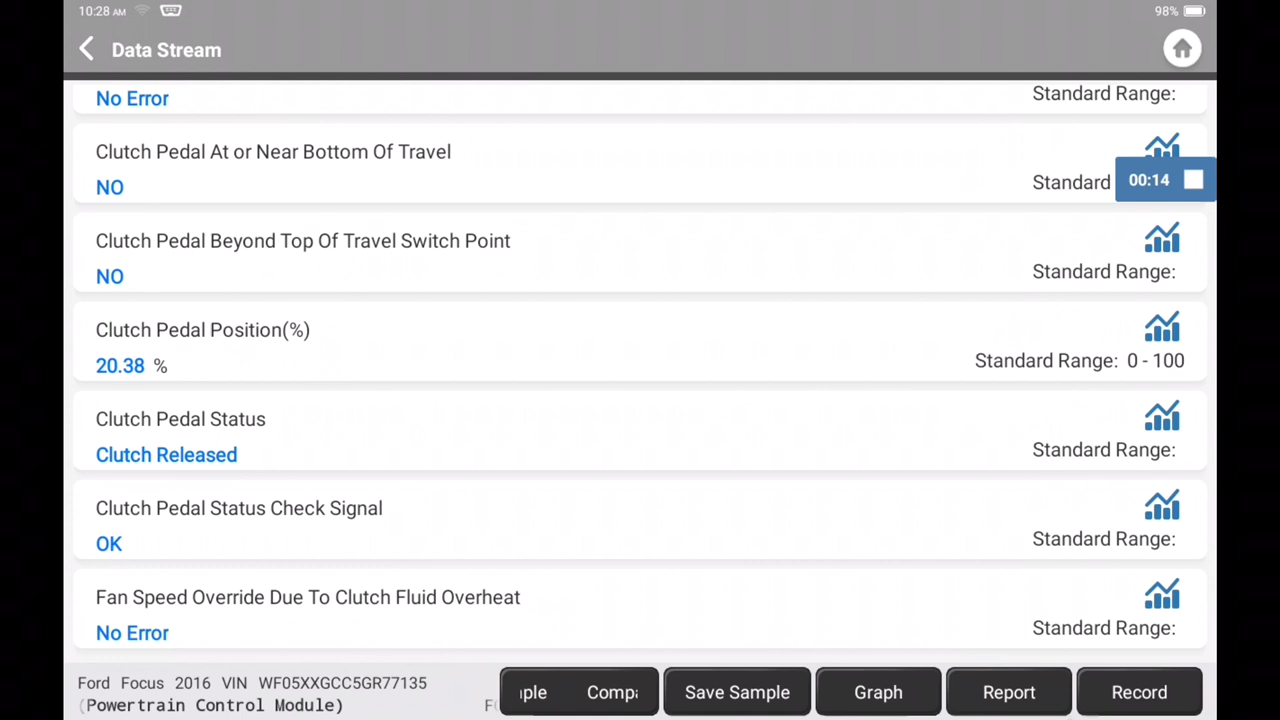 10:28 AM
98%
Data Stream
No Error
Standard Range:
Clutch Pedal At or Near Bottom Of Travel
NO
Standard
00:14
Clutch Pedal Beyond Top Of Travel Switch Point
NO
Standard Range:
Clutch Pedal Position(%)
20.38 %
Standard Range: 0 - 100
Clutch Pedal Status
Clutch Released
Standard Range:
Clutch Pedal Status Check Signal
OK
Standard Range:
Fan Speed Override Due To Clutch Fluid Overheat
No Error
Standard Range:
Ford Focus 2016 VIN WF05XXGCC5GR77135
(Powertrain Control Module)
Save Sample
Graph
Report
Record